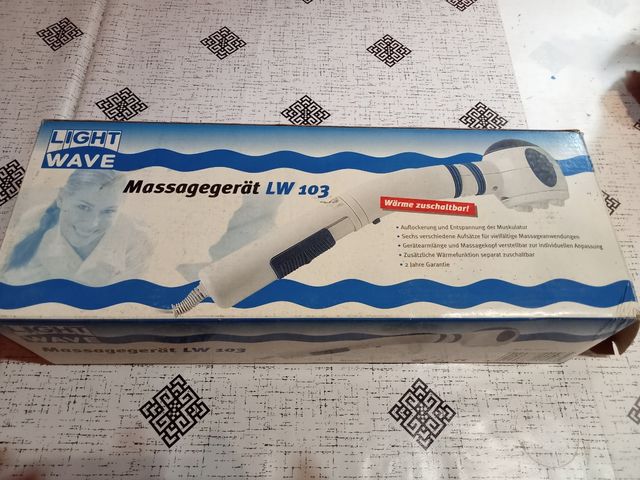 LIGHT
WAVE
Massagegerät LW 103
Wärme zuschaltbar!
• Auflockerung und Entspannung der Muskulatur
• Sechs verschiedene Aufsätze für vielfältige Massageanwendungen
• Gerätearmlänge und Massagekopf verstellbar zur individuellen Anpassung
• Zusätzliche Wärmefunktion separat zuschaltbar
• 2 Jahre Garantie
LIGHT
WAVE
Massagegerät LW 103